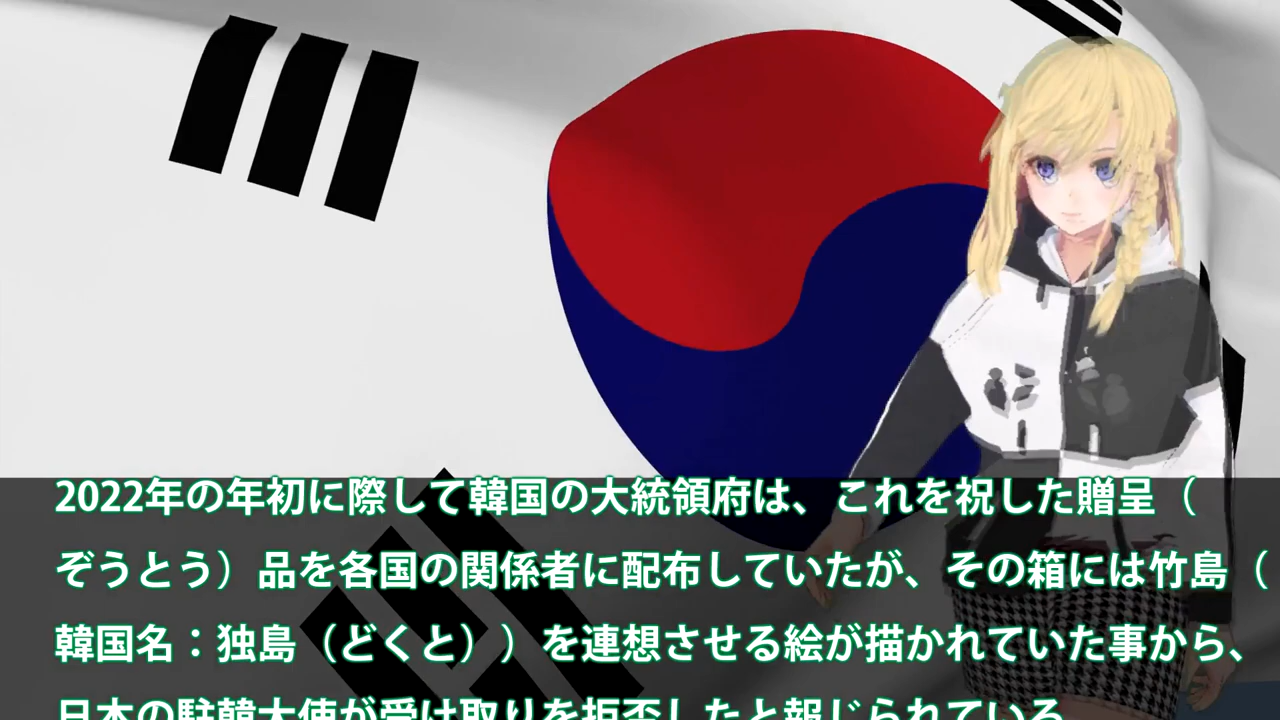 2022年の年初に際して韓国の大統領府は、これを祝した贈呈（
ぞうとう）品を各国の関係者に配布していたが、その箱には竹島（
韓国名：独島（どくと））を連想させる絵が描かれていた事から、
日本の駐韓大使が受け取りを拒否したと報じられている